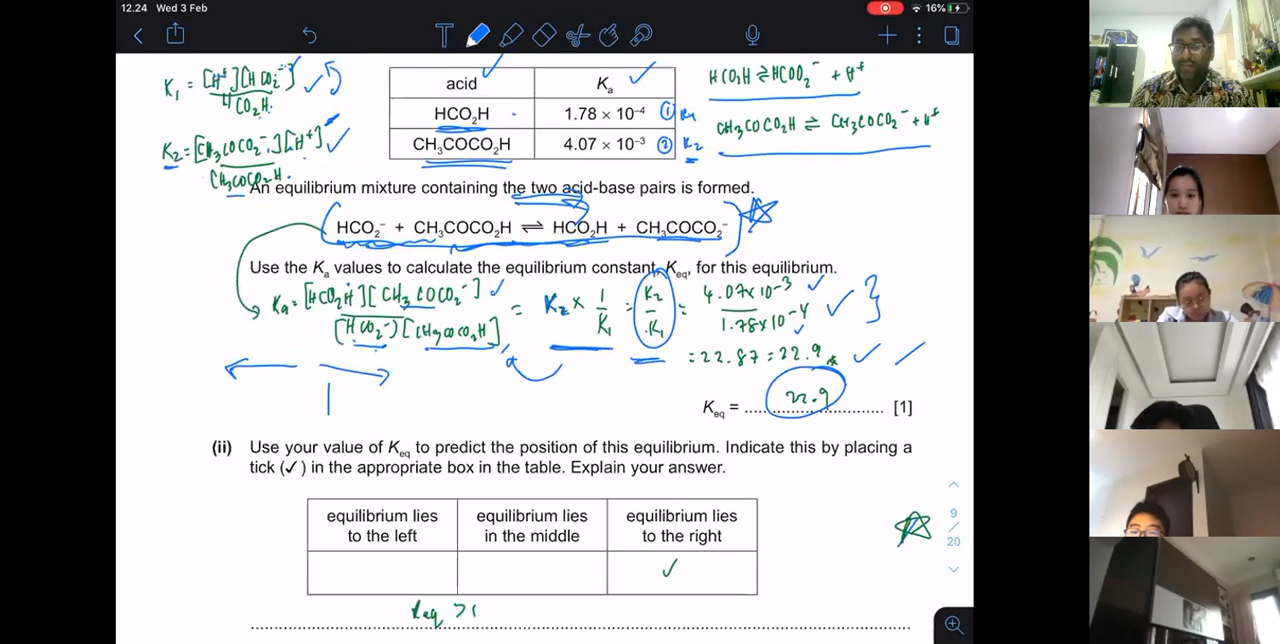 12.24 Wed 3 Feb
16%
K₁ = [H⁺][HCO₂⁻]
HCO₂H
K₂ = [CH₃COCO₂⁻][H⁺]
CH₃COCO₂H
acid Kₐ
HCO₂H 1.78 × 10⁻⁴ ① K₁
CH₃COCO₂H 4.07 × 10⁻³ ② K₂
HCO₂H ⇌ HCOO₂⁻ + H⁺
CH₃COCO₂H ⇌ CH₃COCO₂⁻ + H⁺
An equilibrium mixture containing the two acid-base pairs is formed.
HCO₂⁻ + CH₃COCO₂H ⇌ HCO₂H + CH₃COCO₂⁻
Use the Kₐ values to calculate the equilibrium constant, Keq, for this equilibrium.
Ka = [HCO₂H][CH₃COCO₂⁻] = K₂ × 1 = K₂ = 4.07×10⁻³
[HCO₂⁻][CH₃COCO₂H] K₁ K₁ 1.78×10⁻⁴
= 22.87 = 22.9
Keq = ........ 22.9 ........ [1]
(ii) Use your value of Keq to predict the position of this equilibrium. Indicate this by placing a
tick (✓) in the appropriate box in the table. Explain your answer.
equilibrium lies equilibrium lies equilibrium lies
to the left in the middle to the right
✓
Keq >1
9
/
20